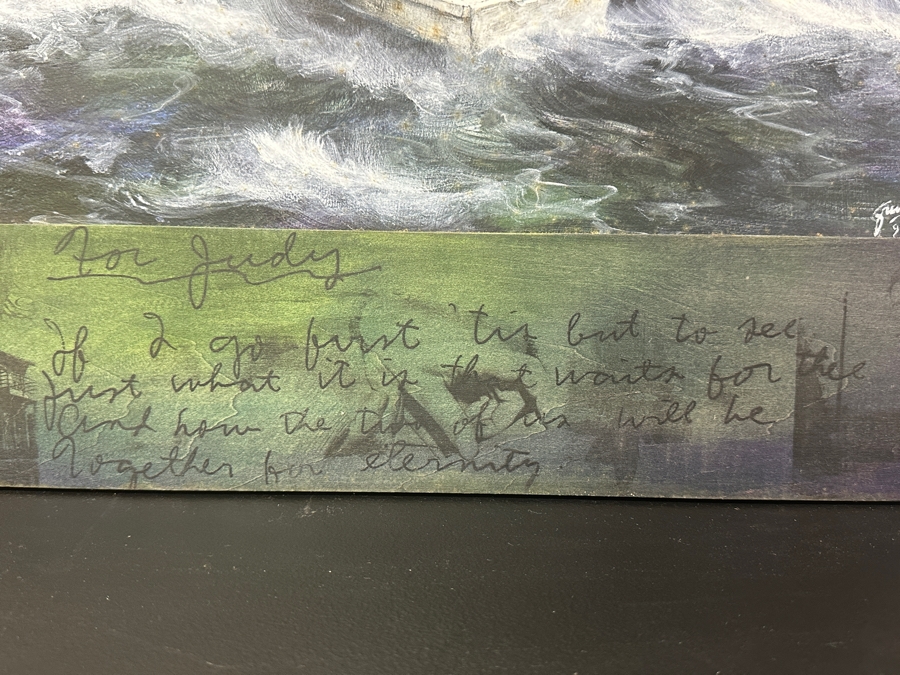 For Judy
If I go first 'tis but to see
Just what it is that waits for thee
And how the two of us will be
Together for eternity.